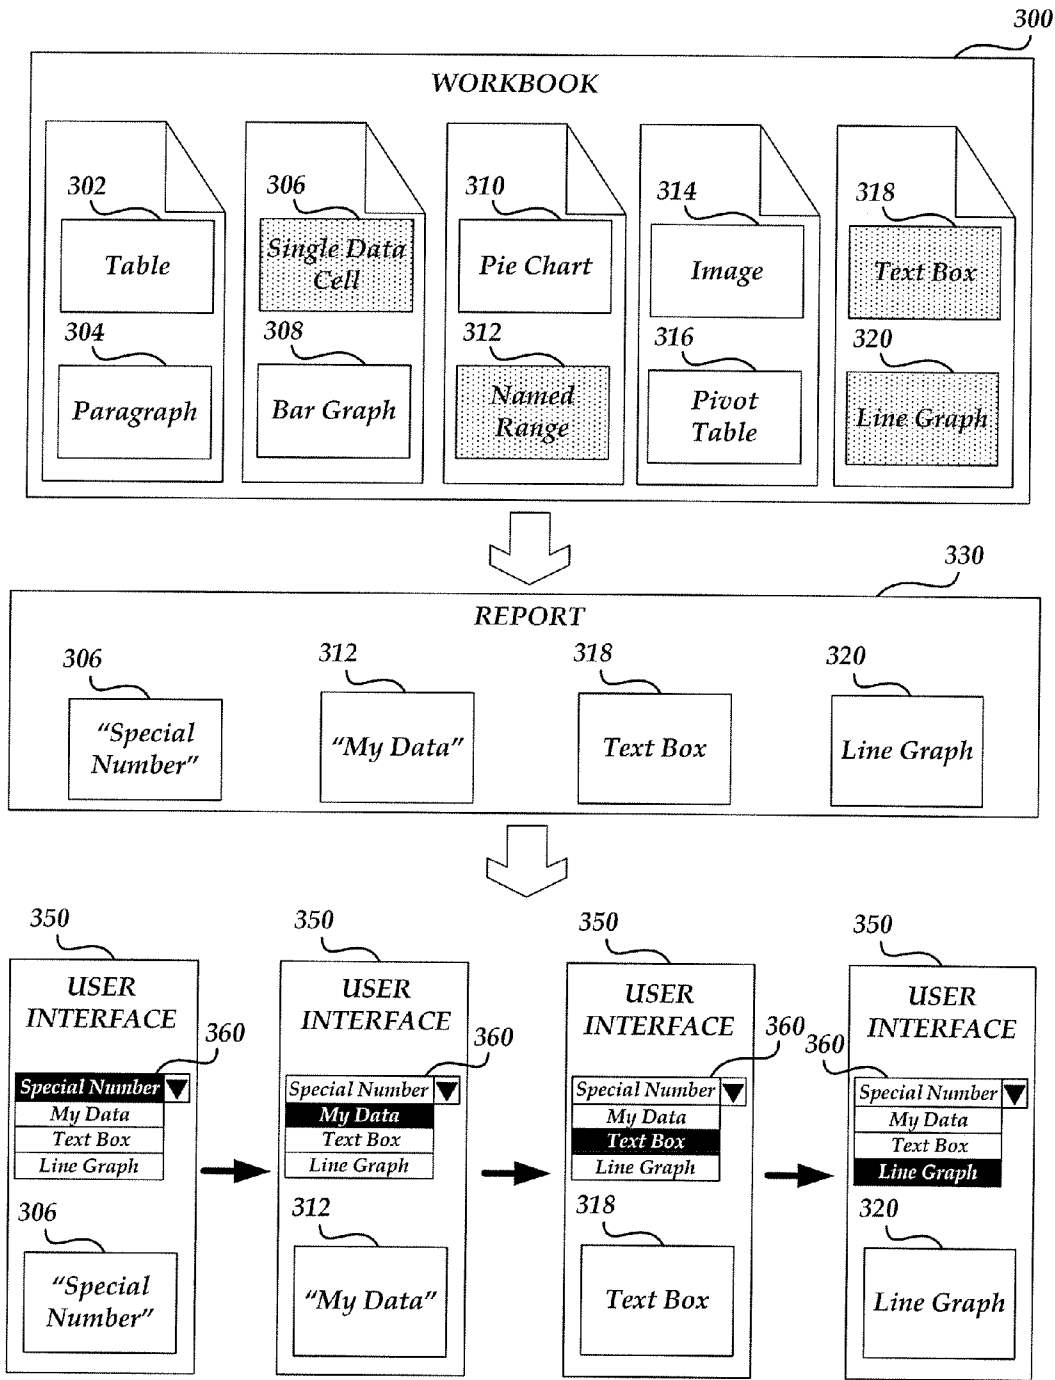 300
WORKBOOK
302
306
310
314
318
Table
Single Data
Cell
Pie Chart
Image
Text Box
304
308
312
316
320
Paragraph
Bar Graph
Named
Range
Pivot
Table
Line Graph
330
REPORT
306
312
318
320
“Special
Number”
“My Data”
Text Box
Line Graph
350
USER
INTERFACE
360
Special Number
My Data
Text Box
Line Graph
306
“Special
Number”
350
USER
INTERFACE
360
Special Number
My Data
Text Box
Line Graph
312
“My Data”
350
USER
INTERFACE
360
Special Number
My Data
Text Box
Line Graph
318
Text Box
350
USER
INTERFACE
360
Special Number
My Data
Text Box
Line Graph
320
Line Graph